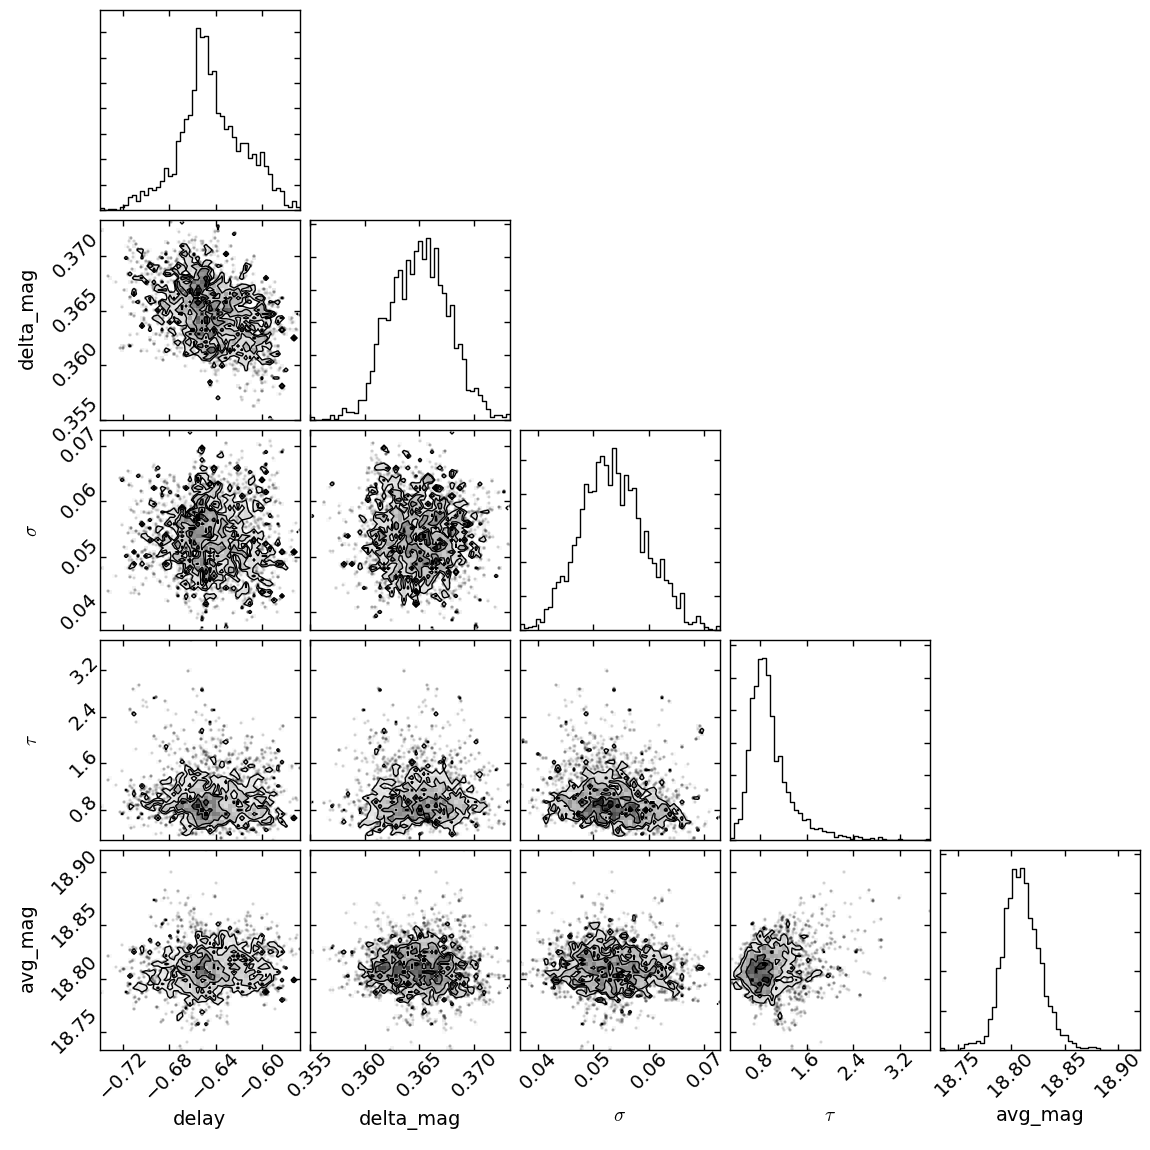 0.370
0.365
0.360
0.355
delta_mag
0.07
0.06
0.05
0.04
σ
3.2
2.4
1.6
0.8
τ
18.90
18.85
18.80
18.75
avg_mag
−0.72 −0.68 −0.64 −0.60
0.355 0.360 0.365 0.370
0.04 0.05 0.06 0.07
0.8 1.6 2.4 3.2
18.75 18.80 18.85 18.90
delay delta_mag σ τ avg_mag